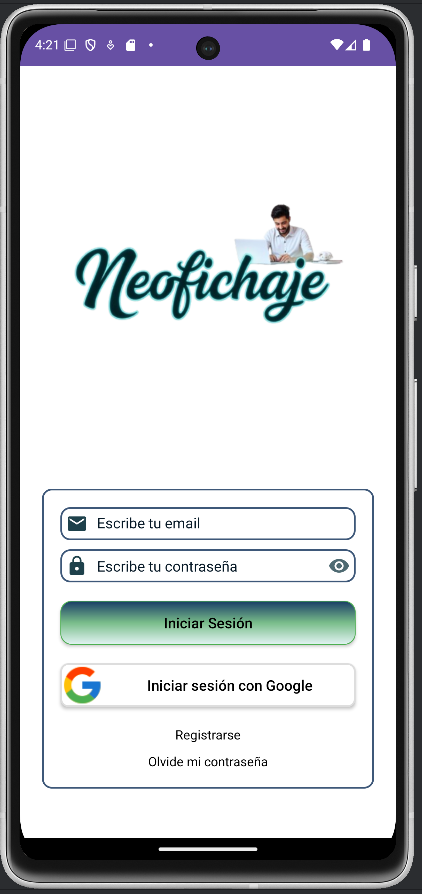 4:21
Neofichaje
Escribe tu email
Escribe tu contraseña
Iniciar Sesión
Iniciar sesión con Google
Registrarse
Olvide mi contraseña